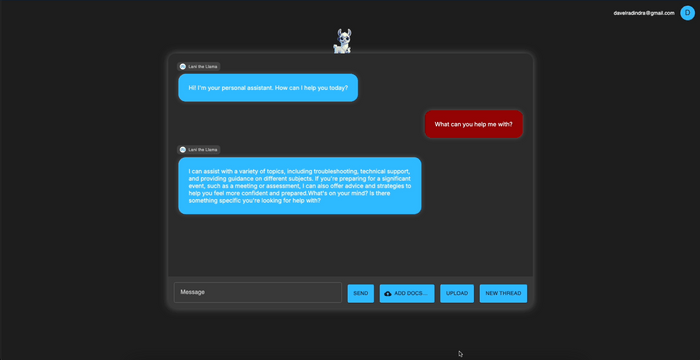 daveiradindra@gmail.com
D
Lani the Llama
Hi! I'm your personal assistant. How can I help you today?
What can you help me with?
Lani the Llama
I can assist with a variety of topics, including troubleshooting, technical support,
and providing guidance on different subjects. If you're preparing for a significant
event, such as a meeting or assessment, I can also offer advice and strategies to
help you feel more confident and prepared.What's on your mind? Is there
something specific you're looking for help with?
Message
SEND
ADD DOCS...
UPLOAD
NEW THREAD